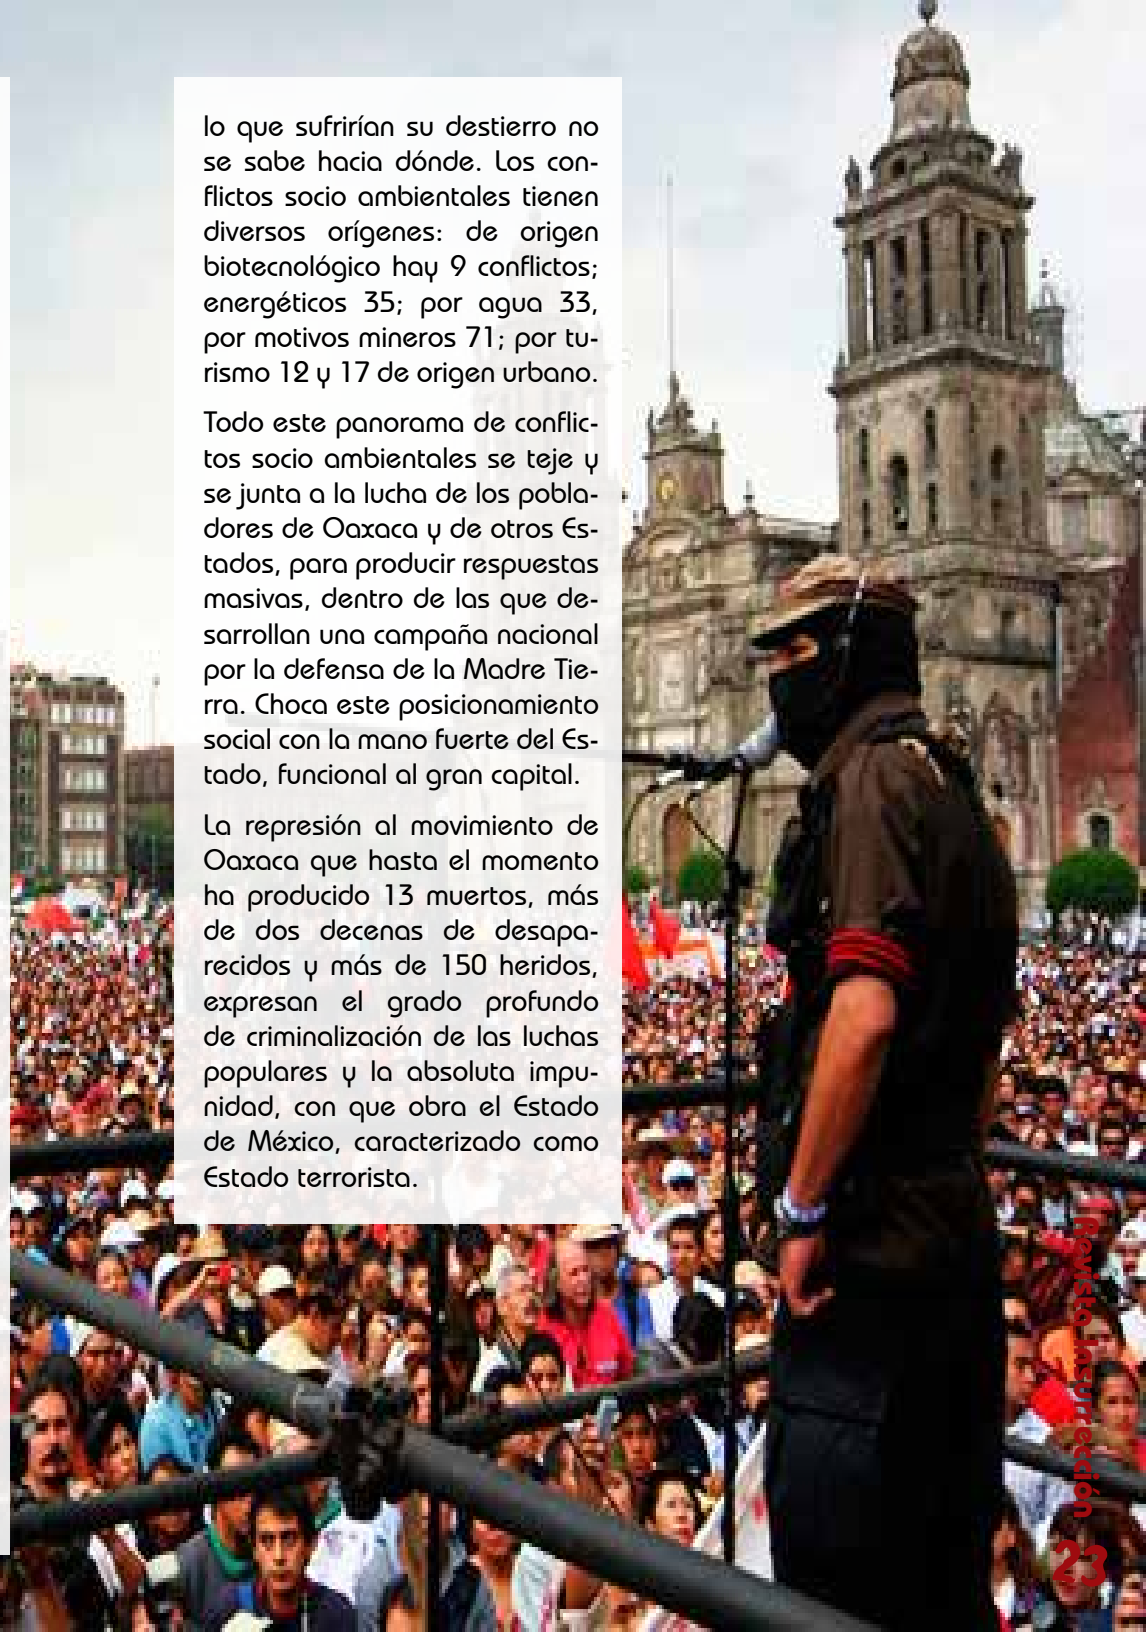 lo que sufrirían su destierro no
se sabe hacia dónde. Los con-
flictos socio ambientales tienen
diversos orígenes: de origen
biotecnológico hay 9 conflictos;
energéticos 35; por agua 33,
por motivos mineros 71; por tu-
rismo 12 y 17 de origen urbano.
Todo este panorama de conflic-
tos socio ambientales se teje y
se junta a la lucha de los pobla-
dores de Oaxaca y de otros Es-
tados, para producir respuestas
masivas, dentro de las que de-
sarrollan una campaña nacional
por la defensa de la Madre Tie-
rra. Choca este posicionamiento
social con la mano fuerte del Es-
tado, funcional al gran capital.
La represión al movimiento de
Oaxaca que hasta el momento
ha producido 13 muertos, más
de dos decenas de desapa-
recidos y más de 150 heridos,
expresan el grado profundo
de criminalización de las luchas
populares y la absoluta impu-
nidad, con que obra el Estado
de México, caracterizado como
Estado terrorista.
Revista Insurrección
23